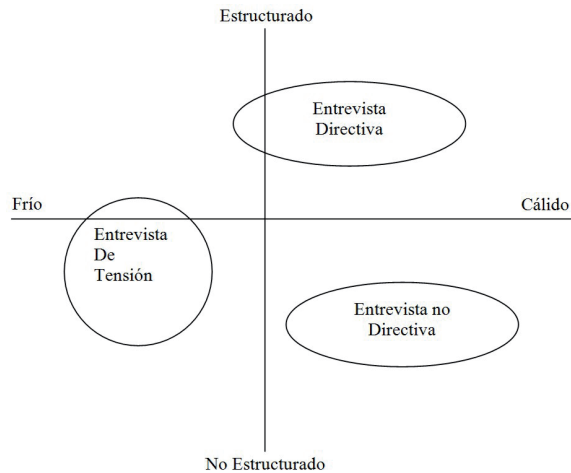 Estructurado
Entrevista
Directiva
Frío
Cálido
Entrevista
De
Tensión
Entrevista no
Directiva
No Estructurado